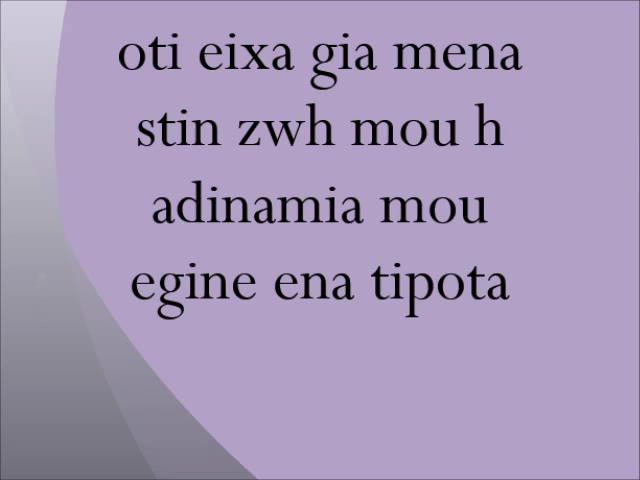 oti eixa gia mena
stin zwh mou h
adinamia mou
egine ena tipota